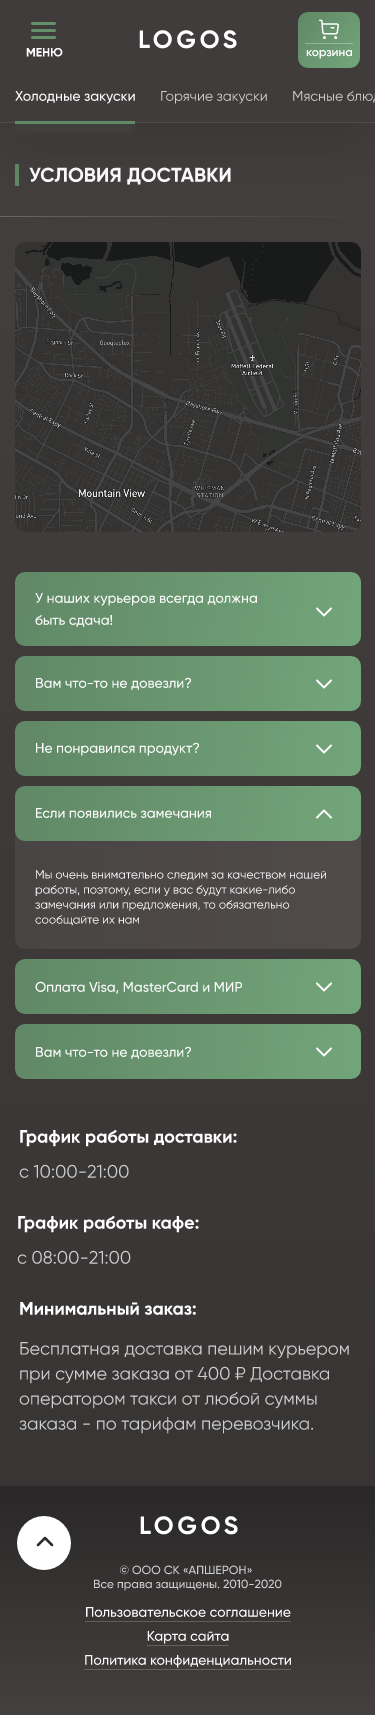 МЕНЮ
LOGOS
корзина
Холодные закуски
Горячие закуски
Мясные блюд
УСЛОВИЯ ДОСТАВКИ
Googleplex
Moffett Federal
Airfield
Mountain View
WHISMAN
STATION
У наших курьеров всегда должна
быть сдача!
Вам что-то не довезли?
Не понравился продукт?
Если появились замечания
Мы очень внимательно следим за качеством нашей
работы, поэтому, если у вас будут какие-либо
замечания или предложения, то обязательно
сообщайте их нам
Оплата Visa, MasterCard и МИР
Вам что-то не довезли?
График работы доставки:
с 10:00-21:00
График работы кафе:
с 08:00-21:00
Минимальный заказ:
Бесплатная доставка пешим курьером
при сумме заказа от 400 ₽ Доставка
оператором такси от любой суммы
заказа - по тарифам перевозчика.
LOGOS
© ООО СК «АПШЕРОН»
Все права защищены. 2010-2020
Пользовательское соглашение
Карта сайта
Политика конфиденциальности